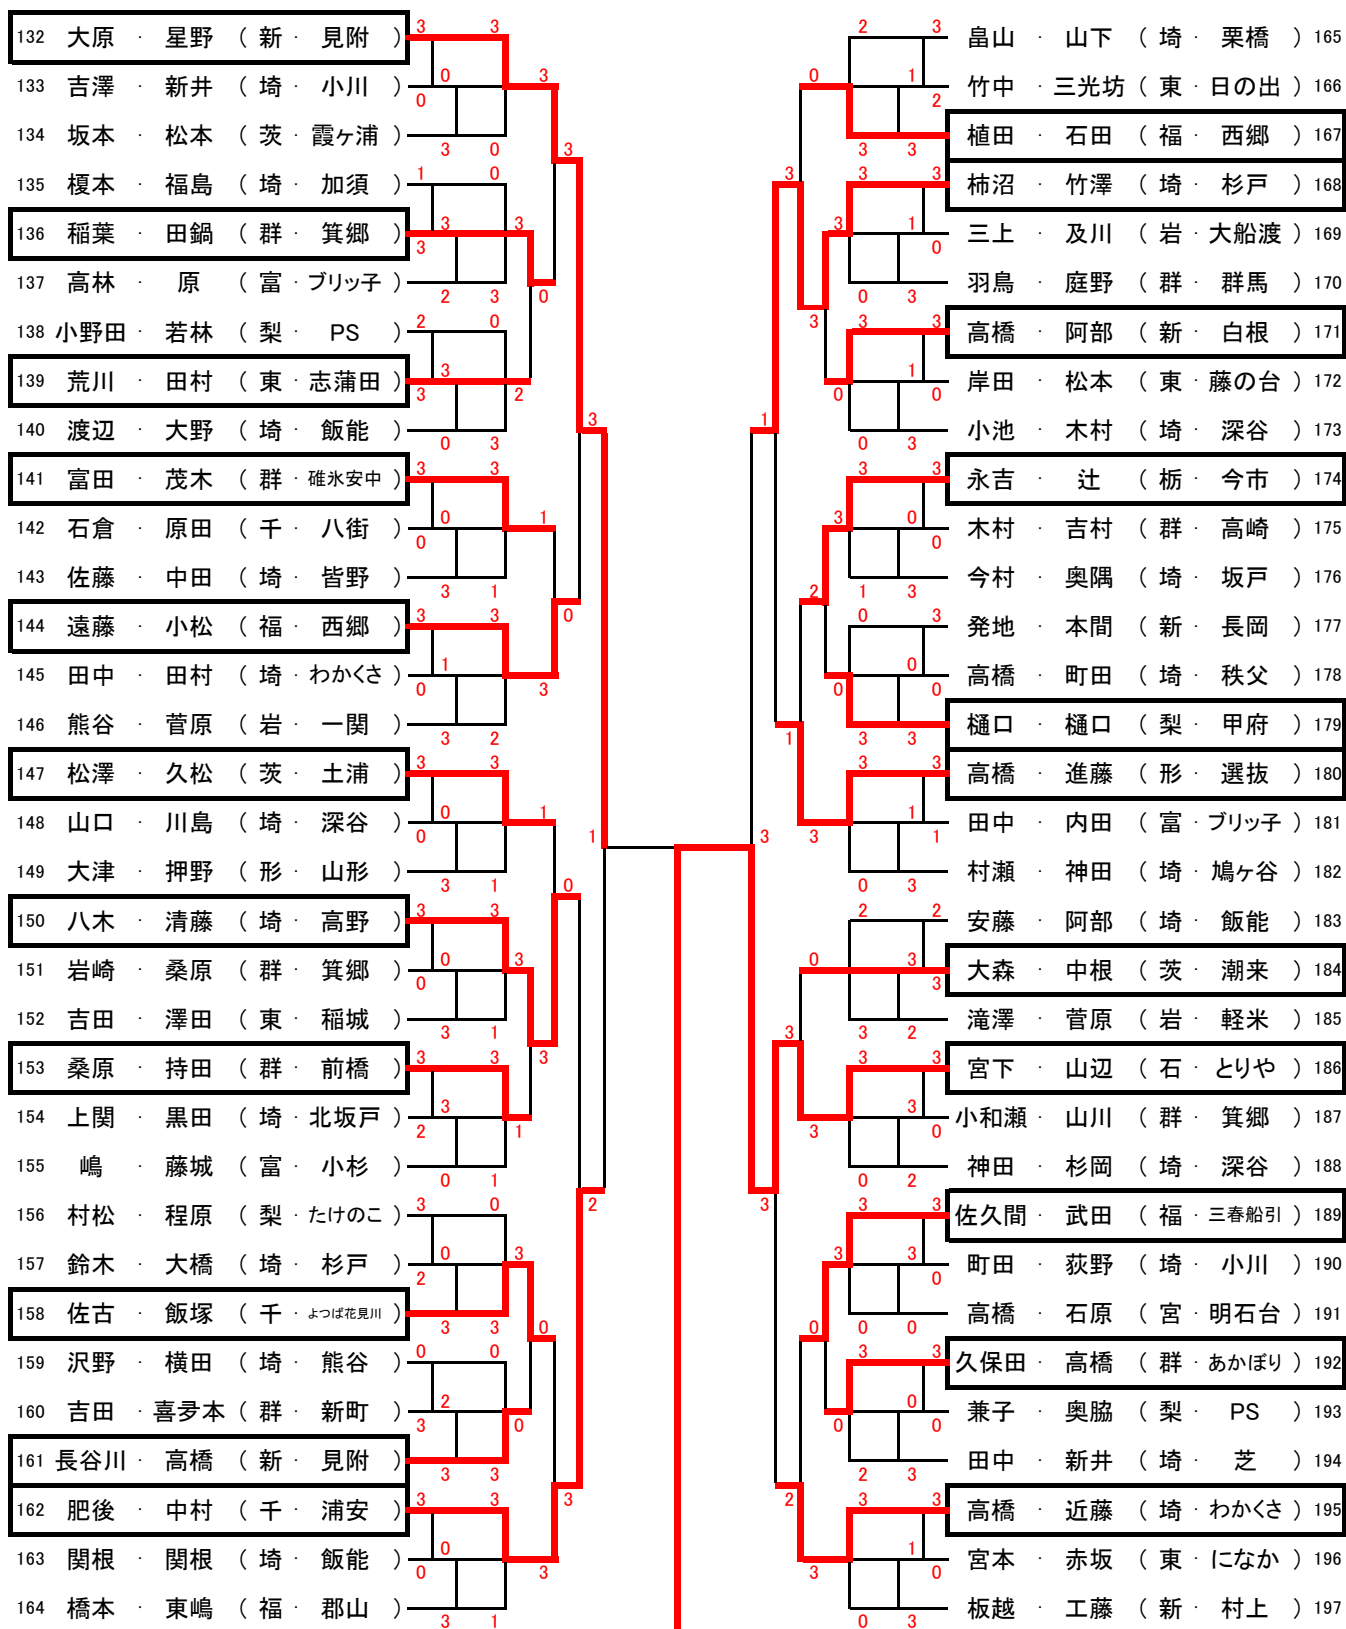 132 大原 · 星野 ( 新 · 見附 )
133 吉澤 · 新井 ( 埼 · 小川 )
134 坂本 · 松本 ( 茨 · 霞ヶ浦 )
135 榎本 · 福島 ( 埼 · 加須 )
136 稲葉 · 田鍋 ( 群 · 箕郷 )
137 高林 · 原 ( 富 · ブリッ子 )
138 小野田 · 若林 ( 梨 · PS )
139 荒川 · 田村 ( 東 · 志蒲田 )
140 渡辺 · 大野 ( 埼 · 飯能 )
141 富田 · 茂木 ( 群 · 碓氷安中 )
142 石倉 · 原田 ( 千 · 八街 )
143 佐藤 · 中田 ( 埼 · 皆野 )
144 遠藤 · 小松 ( 福 · 西郷 )
145 田中 · 田村 ( 埼 · わかくさ )
146 熊谷 · 菅原 ( 岩 · 一関 )
147 松澤 · 久松 ( 茨 · 土浦 )
148 山口 · 川島 ( 埼 · 深谷 )
149 大津 · 押野 ( 形 · 山形 )
150 八木 · 清藤 ( 埼 · 高野 )
151 岩崎 · 桑原 ( 群 · 箕郷 )
152 吉田 · 澤田 ( 東 · 稲城 )
153 桑原 · 持田 ( 群 · 前橋 )
154 上関 · 黒田 ( 埼 · 北坂戸 )
155 嶋 · 藤城 ( 富 · 小杉 )
156 村松 · 程原 ( 梨 · たけのこ )
157 鈴木 · 大橋 ( 埼 · 杉戸 )
158 佐古 · 飯塚 ( 千 · よつば花見川 )
159 沢野 · 横田 ( 埼 · 熊谷 )
160 吉田 · 喜多本 ( 群 · 新町 )
161 長谷川 · 高橋 ( 新 · 見附 )
162 肥後 · 中村 ( 千 · 浦安 )
163 関根 · 関根 ( 埼 · 飯能 )
164 橋本 · 東嶋 ( 福 · 郡山 )
畠山 · 山下 ( 埼 · 栗橋 ) 165
竹中 · 三光坊 ( 東 · 日の出 ) 166
植田 · 石田 ( 福 · 西郷 ) 167
柿沼 · 竹澤 ( 埼 · 杉戸 ) 168
三上 · 及川 ( 岩 · 大船渡 ) 169
羽鳥 · 庭野 ( 群 · 群馬 ) 170
高橋 · 阿部 ( 新 · 白根 ) 171
岸田 · 松本 ( 東 · 藤の台 ) 172
小池 · 木村 ( 埼 · 深谷 ) 173
永吉 · 辻 ( 栃 · 今市 ) 174
木村 · 吉村 ( 群 · 高崎 ) 175
今村 · 奥隅 ( 埼 · 坂戸 ) 176
発地 · 本間 ( 新 · 長岡 ) 177
高橋 · 町田 ( 埼 · 秩父 ) 178
樋口 · 樋口 ( 梨 · 甲府 ) 179
高橋 · 進藤 ( 形 · 選抜 ) 180
田中 · 内田 ( 富 · ブリッ子 ) 181
村瀬 · 神田 ( 埼 · 鳩ヶ谷 ) 182
安藤 · 阿部 ( 埼 · 飯能 ) 183
大森 · 中根 ( 茨 · 潮来 ) 184
滝澤 · 菅原 ( 岩 · 軽米 ) 185
宮下 · 山辺 ( 石 · とりや ) 186
小和瀬 · 山川 ( 群 · 箕郷 ) 187
神田 · 杉岡 ( 埼 · 深谷 ) 188
佐久間 · 武田 ( 福 · 三春船引 ) 189
町田 · 荻野 ( 埼 · 小川 ) 190
高橋 · 石原 ( 宮 · 明石台 ) 191
久保田 · 高橋 ( 群 · あかぼり ) 192
兼子 · 奥脇 ( 梨 · PS ) 193
田中 · 新井 ( 埼 · 芝 ) 194
高橋 · 近藤 ( 埼 · わかくさ ) 195
宮本 · 赤坂 ( 東 · になか ) 196
板越 · 工藤 ( 新 · 村上 ) 197